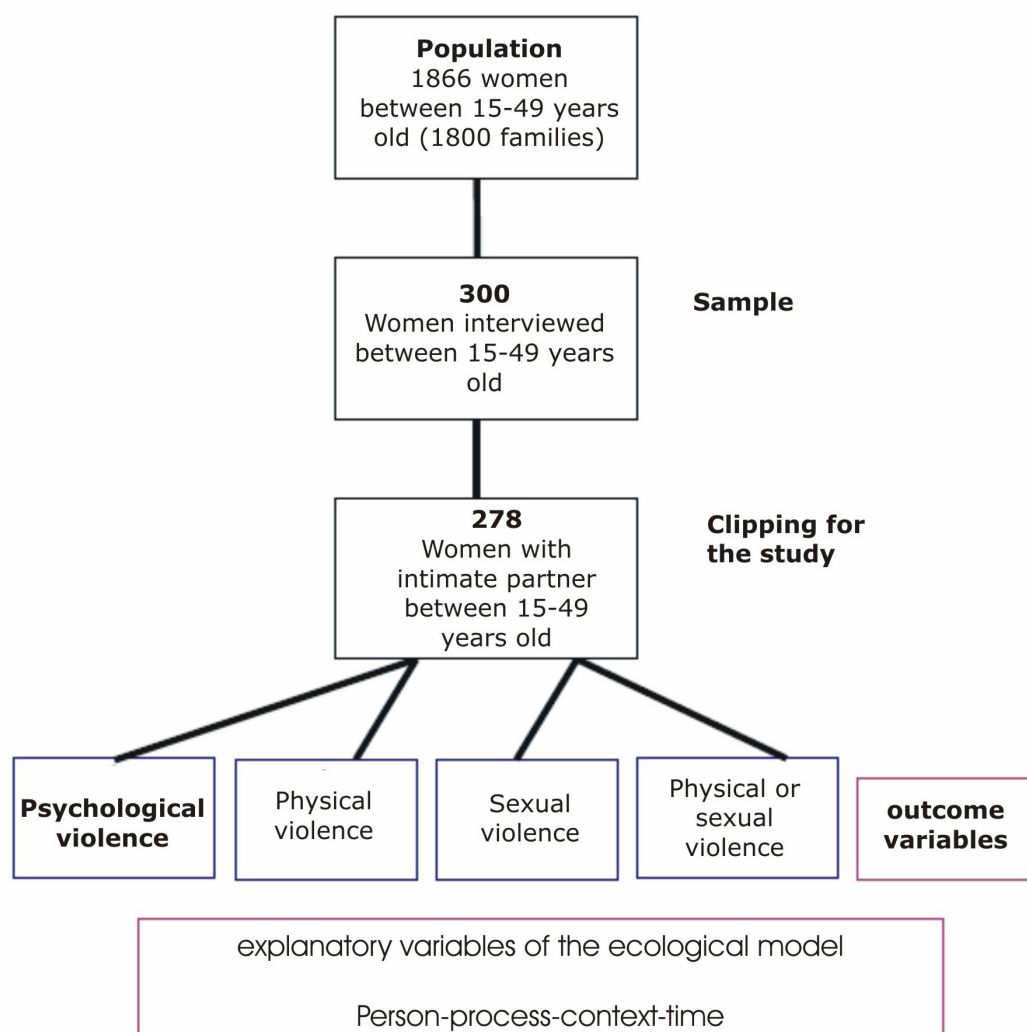 Population
1866 women
between 15-49 years
old (1800 families)
300
Women interviewed
between 15-49 years
old
Sample
278
Women with
intimate partner
between 15-49
years old
Clipping for
the study
Psychological
violence
Physical
violence
Sexual
violence
Physical or
sexual
violence
outcome
variables
explanatory variables of the ecological model
Person-process-context-time